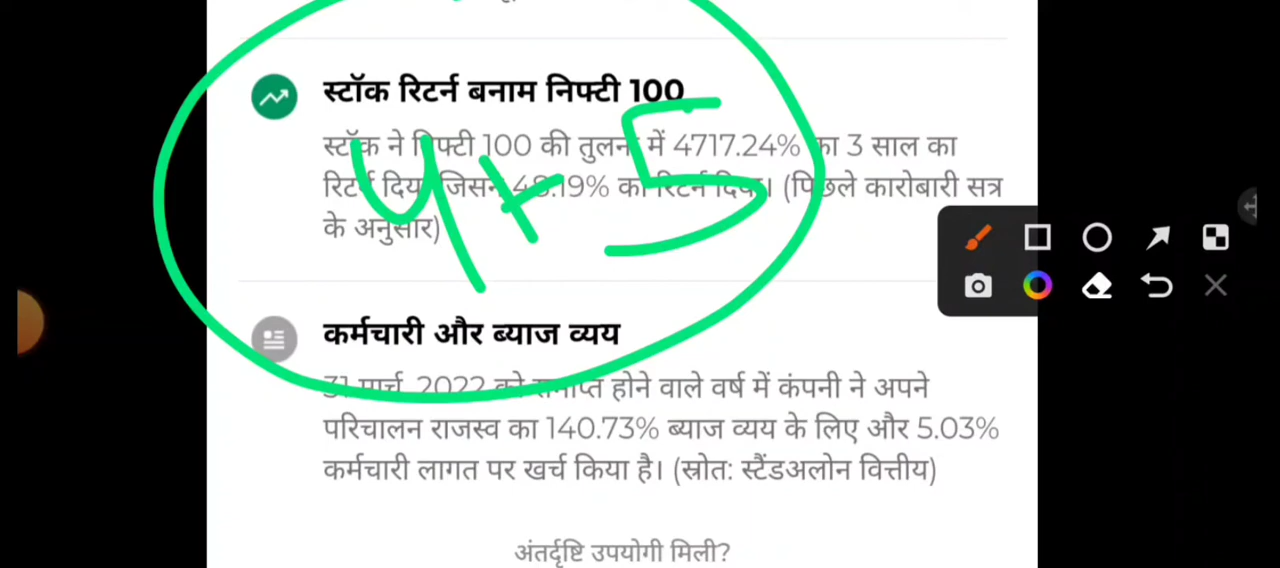 स्टॉक रिटर्न बनाम निफ्टी 100
स्टॉक ने निफ्टी 100 की तुलना में 4717.24% का 3 साल का
रिटर्न दिया जिसने 48.19% का रिटर्न दिया। (पिछले कारोबारी सत्र
के अनुसार)
कर्मचारी और ब्याज व्यय
31 मार्च, 2022 को समाप्त होने वाले वर्ष में कंपनी ने अपने
परिचालन राजस्व का 140.73% ब्याज व्यय के लिए और 5.03%
कर्मचारी लागत पर खर्च किया है। (स्रोत: स्टैंडअलोन वित्तीय)
अंतर्दृष्टि उपयोगी मिली?